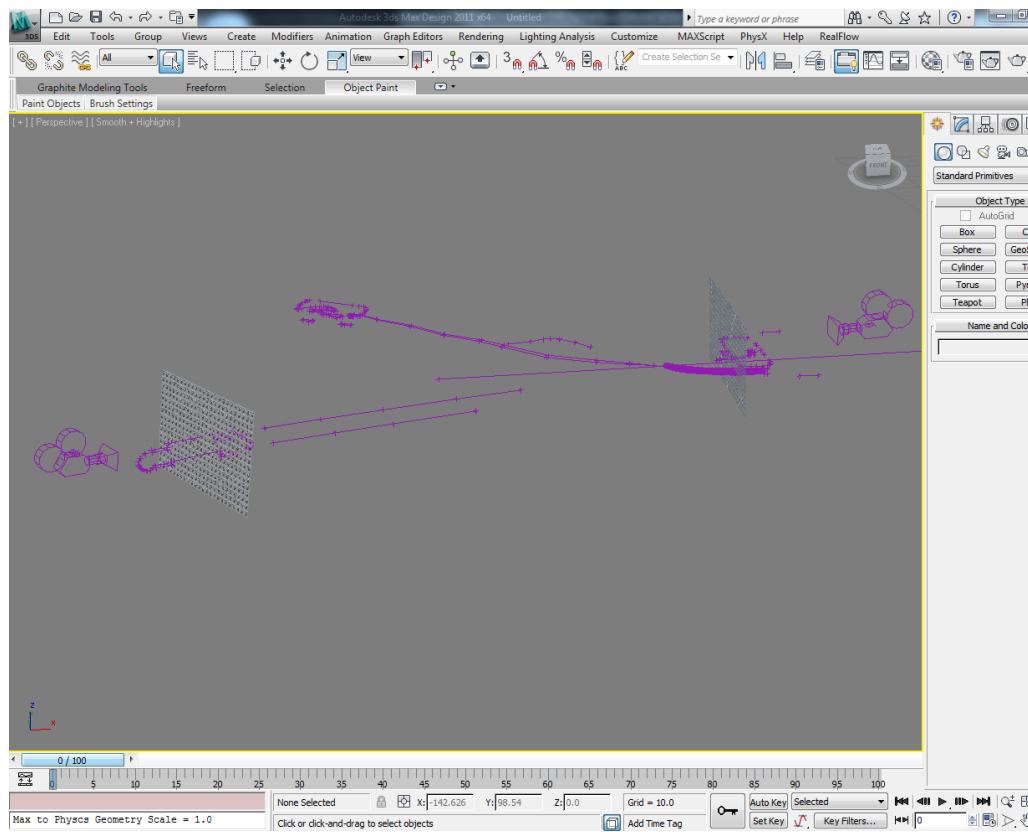 Autodesk 3ds Max Design 2011 x64 Untitled
Type a keyword or phrase
3DS Edit Tools Group Views Create Modifiers Animation Graph Editors Rendering Lighting Analysis Customize MAXScript PhysX Help RealFlow
All View 3 Create Selection Se
ABC
Graphite Modeling Tools Freeform Selection Object Paint
Paint Objects Brush Settings
[ + ] [ Perspective ] [ Smooth + Highlights ]
FRONT
Standard Primitives
Object Type
AutoGrid
Box C
Sphere GeoS
Cylinder T
Torus Pyr
Teapot Pl
Name and Colo
z
x
0 / 100
0 5 10 15 20 25 30 35 40 45 50 55 60 65 70 75 80 85 90 95 100
None Selected X: -142.626 Y: 98.54 Z: 0.0 Grid = 10.0 Auto Key Selected
Max to Physcs Geometry Scale = 1.0 Click or click-and-drag to select objects Add Time Tag Set Key Key Filters... 0